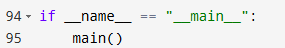 94 if __name__ == "__main__":
95     main()